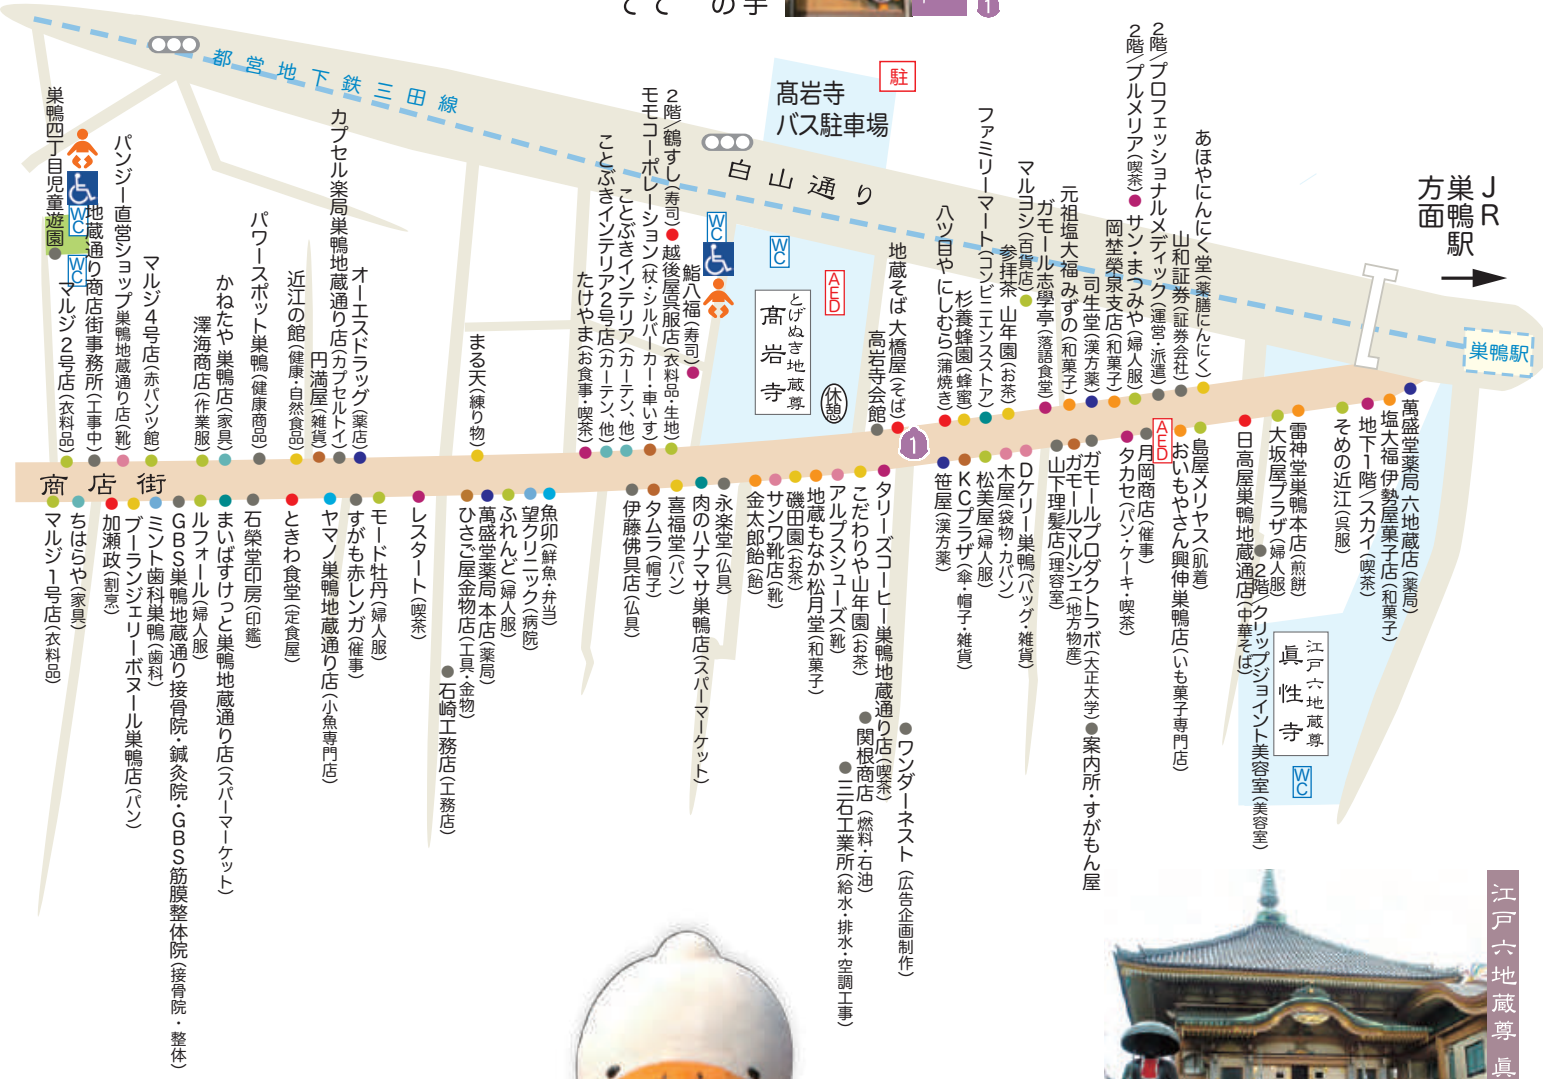 てて の手
1
都営地下鉄三田線
白山通り
駐
髙岩寺
バス駐車場
JR
巣鴨駅
方面
巣鴨駅
巣鴨四丁目児童遊園
WC
WC
マルジ2号店(衣料品)
地蔵通り商店街事務所(工事中)
パンジー直営ショップ巣鴨地蔵通り店(靴)
マルジ4号店(赤パンツ館)
澤海商店(作業服)
かねたや 巣鴨店(家具)
パワースポット巣鴨(健康商品)
近江の館(健康・自然食品)
円満屋(雑貨)
カプセル楽局巣鴨地蔵通り店(カプセルトイ)
オーエスドラッグ(薬店)
まる天(練り物)
たけやま(お食事・喫茶)
ことぶきインテリア2号店(カーテン、他)
ことぶきインテリア(カーテン、他)
モモコーポレーション(杖・シルバーカー・車いす)
2階/鶴すし(寿司)
越後屋呉服店(衣料品・生地)
鮨八福(寿司)
WC
WC
AED
とげぬき地蔵尊
髙岩寺
休憩
高岩寺会館
地蔵そば 大橋屋(そば)
1
八ツ目や にしむら(蒲焼き)
杉養蜂園(蜂蜜)
ファミリーマート(コンビニエンスストア)
参拝茶 山年園(お茶)
マルヨシ(百貨店)
ガモール志學亭(落語食堂)
元祖塩大福 みずの(和菓子)
司生堂(漢方薬)
岡埜榮泉支店(和菓子)
2階/プルメリア(喫茶)
サン・まつみや(婦人服)
2階/プロフェッショナルメディック(運営・派遣)
山和証券(証券会社)
あほやにんにく堂(薬膳にんにく)
商店街
マルジ1号店(衣料品)
ちはらや(家具)
加瀬政(割烹)
ブーランジェリーボヌール巣鴨店(パン)
ミント歯科巣鴨(歯科)
GBS巣鴨地蔵通り接骨院・鍼灸院・GBS筋膜整体院(接骨院・整体)
ルフォール(婦人服)
まいばすけっと巣鴨地蔵通り店(スパーマーケット)
石榮堂印房(印鑑)
ときわ食堂(定食屋)
ヤマノ巣鴨地蔵通り店(小魚専門店)
すがも赤レンガ(催事)
モード牡丹(婦人服)
レスタート(喫茶)
石崎工務店(工務店)
ひさご屋金物店(工具・金物)
萬盛堂薬局 本店(薬局)
ふれんど(婦人服)
望クリニック(病院)
魚卯(鮮魚・弁当)
伊藤佛具店(仏具)
タムラ(帽子)
喜福堂(パン)
肉のハナマサ巣鴨店(スパーマーケット)
永楽堂(仏具)
金太郎飴(飴)
サンワ靴店(靴)
磯田園(お茶)
地蔵もなか松月堂(和菓子)
アルプスシューズ(靴)
こだわりや山年園(お茶)
タリーズコーヒー巣鴨地蔵通り店(喫茶)
三石工業所(給水・排水・空調工事)
関根商店(燃料・石油)
ワンダーネスト(広告企画制作)
笹屋(漢方薬)
KCプラザ(傘・帽子・雑貨)
松美屋(婦人服)
木屋(袋物・カバン)
Dケリー巣鴨(バッグ・雑貨)
山下理髪店(理容室)
ガモールマルシェ(地方物産)
ガモールプロダクトラボ(大正大学)
案内所・すがもん屋
タカセ(パン・ケーキ・喫茶)
月岡商店(催事)
AED
おいもやさん興伸巣鴨店(いも菓子専門店)
島屋メリヤス(肌着)
日高屋巣鴨地蔵通店(中華そば)
2階/クリップジョイント美容室(美容室)
大坂屋プラザ(婦人服)
雷神堂巣鴨本店(煎餅)
そめの近江(呉服)
地下1階/スカイ(喫茶)
塩大福 伊勢屋菓子店(和菓子)
萬盛堂薬局 六地蔵店(薬局)
江戸六地蔵尊
眞性寺
WC
江戸六地蔵尊 眞